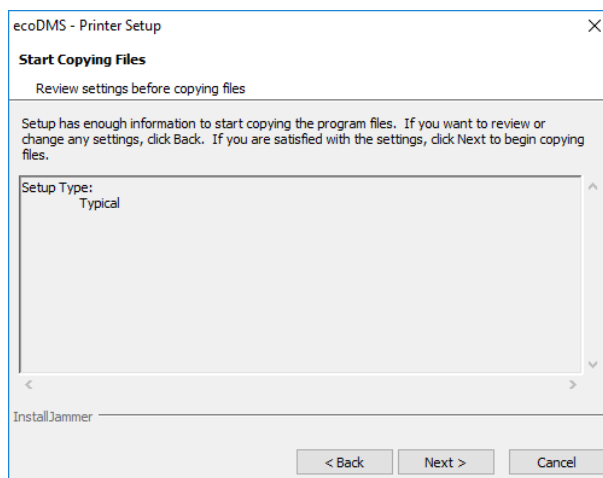 ecoDMS - Printer Setup
Start Copying Files
Review settings before copying files
Setup has enough information to start copying the program files. If you want to review or
change any settings, click Back. If you are satisfied with the settings, click Next to begin copying
files.
Setup Type:
Typical
InstallJammer
< Back Next > Cancel